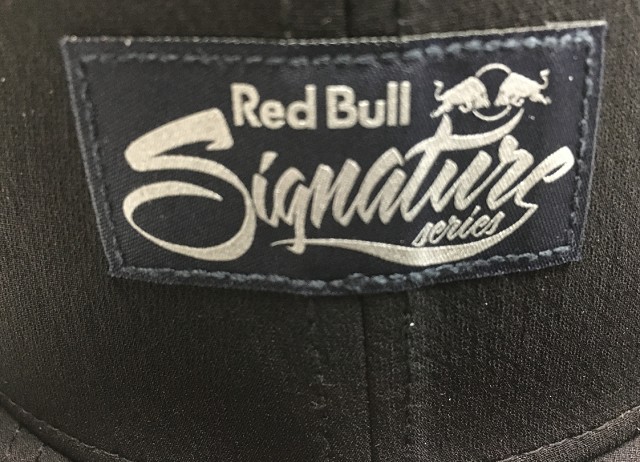 Red Bull
Signature
series